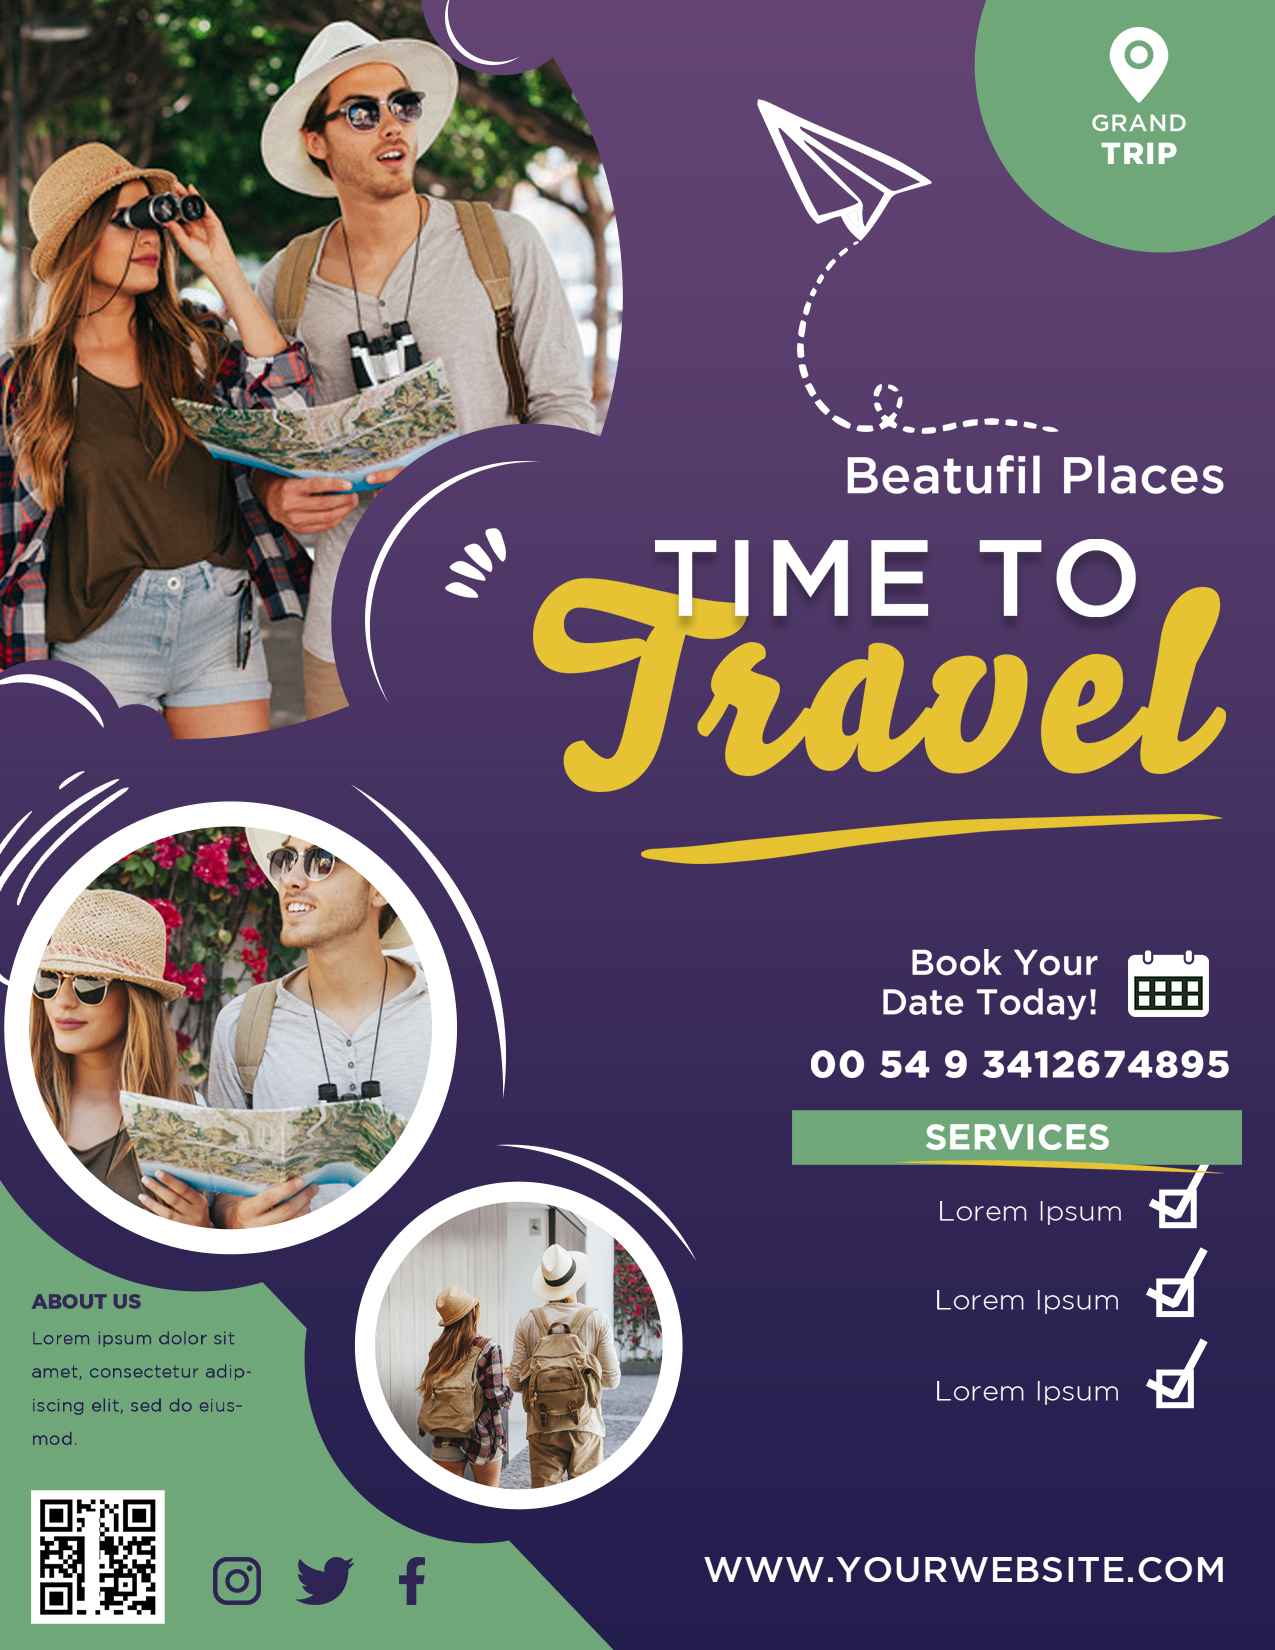 GRAND
TRIP
Beatufil Places
TIME TO
Travel
Book Your
Date Today!
00 54 9 3412674895
SERVICES
Lorem Ipsum
Lorem Ipsum
Lorem Ipsum
ABOUT US
Lorem ipsum dolor sit
amet, consectetur adip-
iscing elit, sed do eius-
mod.
WWW.YOURWEBSITE.COM